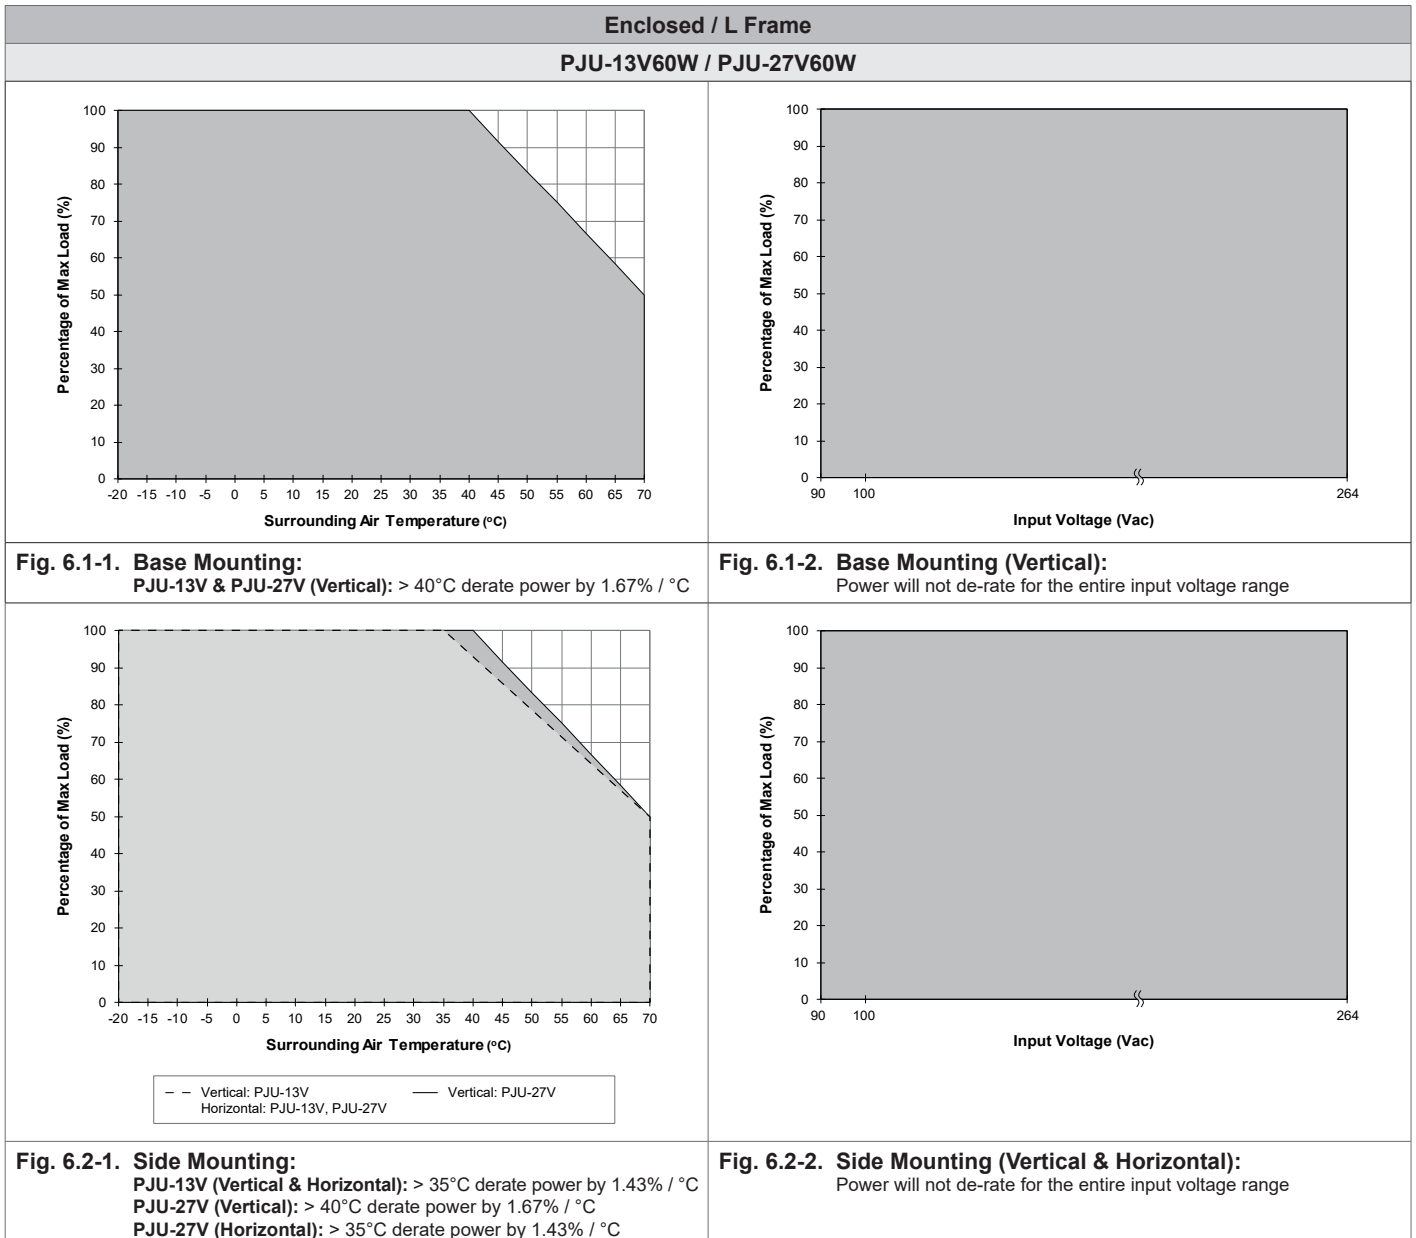 Enclosed / L Frame
PJU-13V60W / PJU-27V60W
Percentage of Max Load (%)
100
90
80
70
60
50
40
30
20
10
0
-20 -15 -10 -5 0 5 10 15 20 25 30 35 40 45 50 55 60 65 70
Surrounding Air Temperature (°C)
Percentage of Max Load (%)
100
90
80
70
60
50
40
30
20
10
0
90 100 264
Input Voltage (Vac)
Fig. 6.1-1. Base Mounting:
PJU-13V & PJU-27V (Vertical): > 40°C derate power by 1.67% / °C
Fig. 6.1-2. Base Mounting (Vertical):
Power will not de-rate for the entire input voltage range
Percentage of Max Load (%)
100
90
80
70
60
50
40
30
20
10
0
-20 -15 -10 -5 0 5 10 15 20 25 30 35 40 45 50 55 60 65 70
Surrounding Air Temperature (°C)
Vertical: PJU-13V
Horizontal: PJU-13V, PJU-27V
Vertical: PJU-27V
Percentage of Max Load (%)
100
90
80
70
60
50
40
30
20
10
0
90 100 264
Input Voltage (Vac)
Fig. 6.2-1. Side Mounting:
PJU-13V (Vertical & Horizontal): > 35°C derate power by 1.43% / °C
PJU-27V (Vertical): > 40°C derate power by 1.67% / °C
PJU-27V (Horizontal): > 35°C derate power by 1.43% / °C
Fig. 6.2-2. Side Mounting (Vertical & Horizontal):
Power will not de-rate for the entire input voltage range